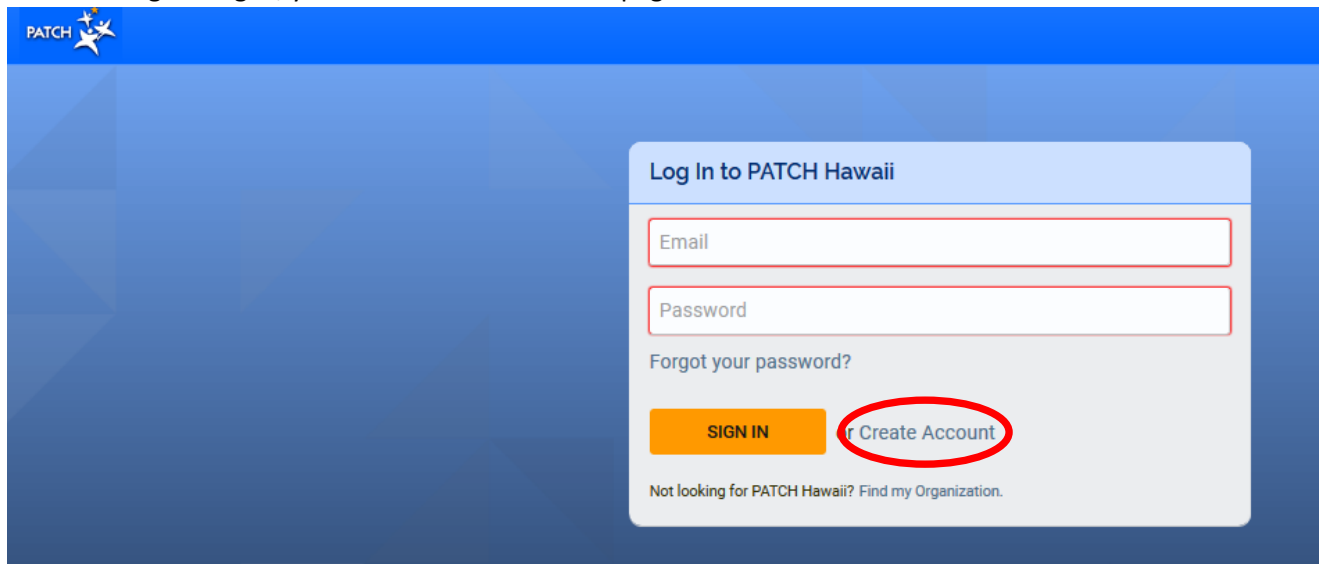 PATCH
Log In to PATCH Hawaii
Email
Password
Forgot your password?
SIGN IN
Create Account
Not looking for PATCH Hawaii? Find my Organization.